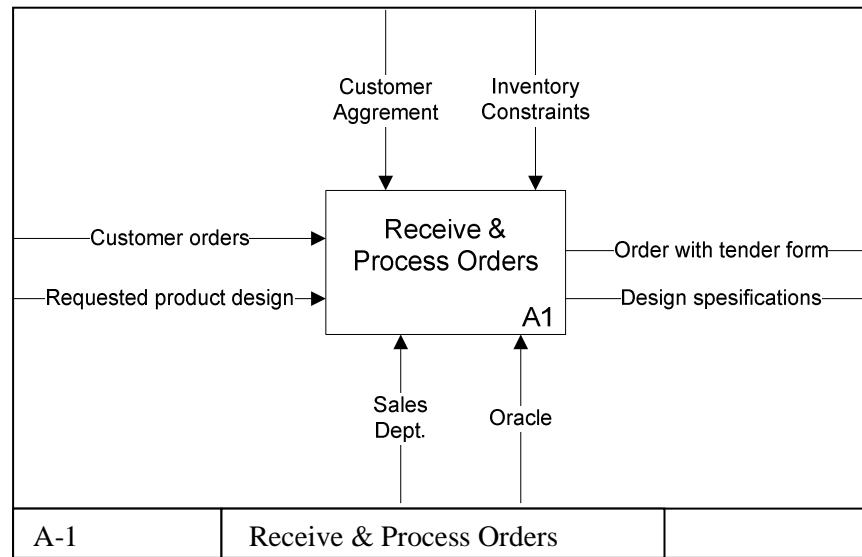 Customer
Aggrement
Inventory
Constraints
Customer orders
Requested product design
Receive &
Process Orders
A1
Order with tender form
Design spesifications
Sales
Dept.
Oracle
A-1
Receive & Process Orders